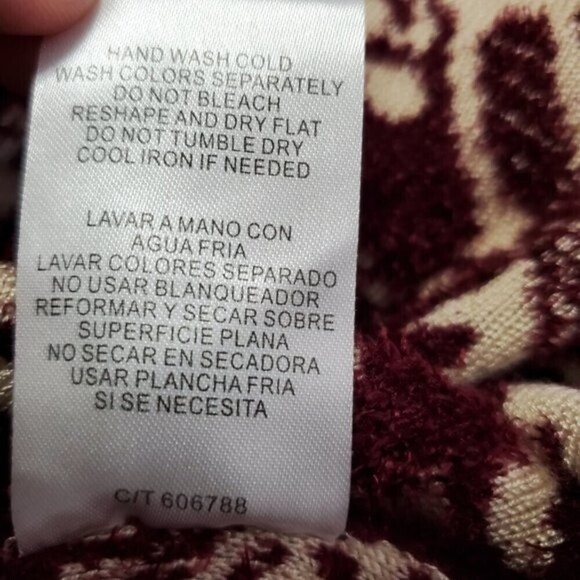 HAND WASH COLD
WASH COLORS SEPARATELY
DO NOT BLEACH
RESHAPE AND DRY FLAT
DO NOT TUMBLE DRY
COOL IRON IF NEEDED
LAVAR A MANO CON
AGUA FRIA
LAVAR COLORES SEPARADO
NO USAR BLANQUEADOR
REFORMAR Y SECAR SOBRE
SUPERFICIE PLANA
NO SECAR EN SECADORA
USAR PLANCHA FRIA
SI SE NECESITA
C/T 606788